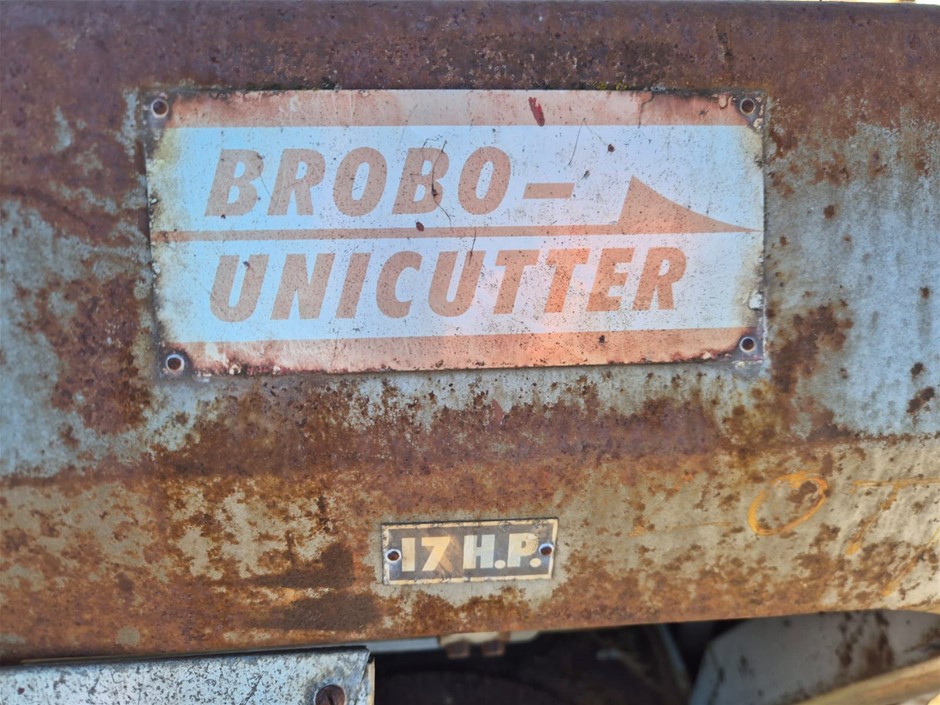 BROBO-
UNICUTTER
17 H.P.